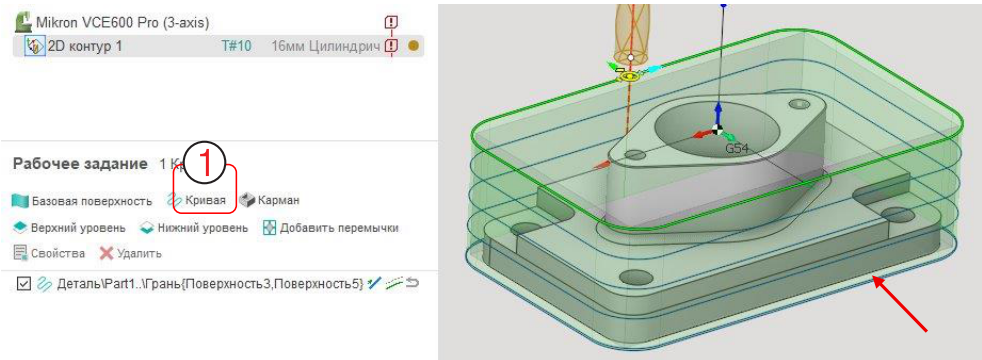 Mikron VCE600 Pro (3-axis)
2D контур 1 T#10 16мм Цилиндрич
Рабочее задание 1
1
Базовая поверхность Кривая Карман
Верхний уровень Нижний уровень Добавить перемычки
Свойства Удалить
Деталь\Part1..\Грань{Поверхность3,Поверхность5}
G54